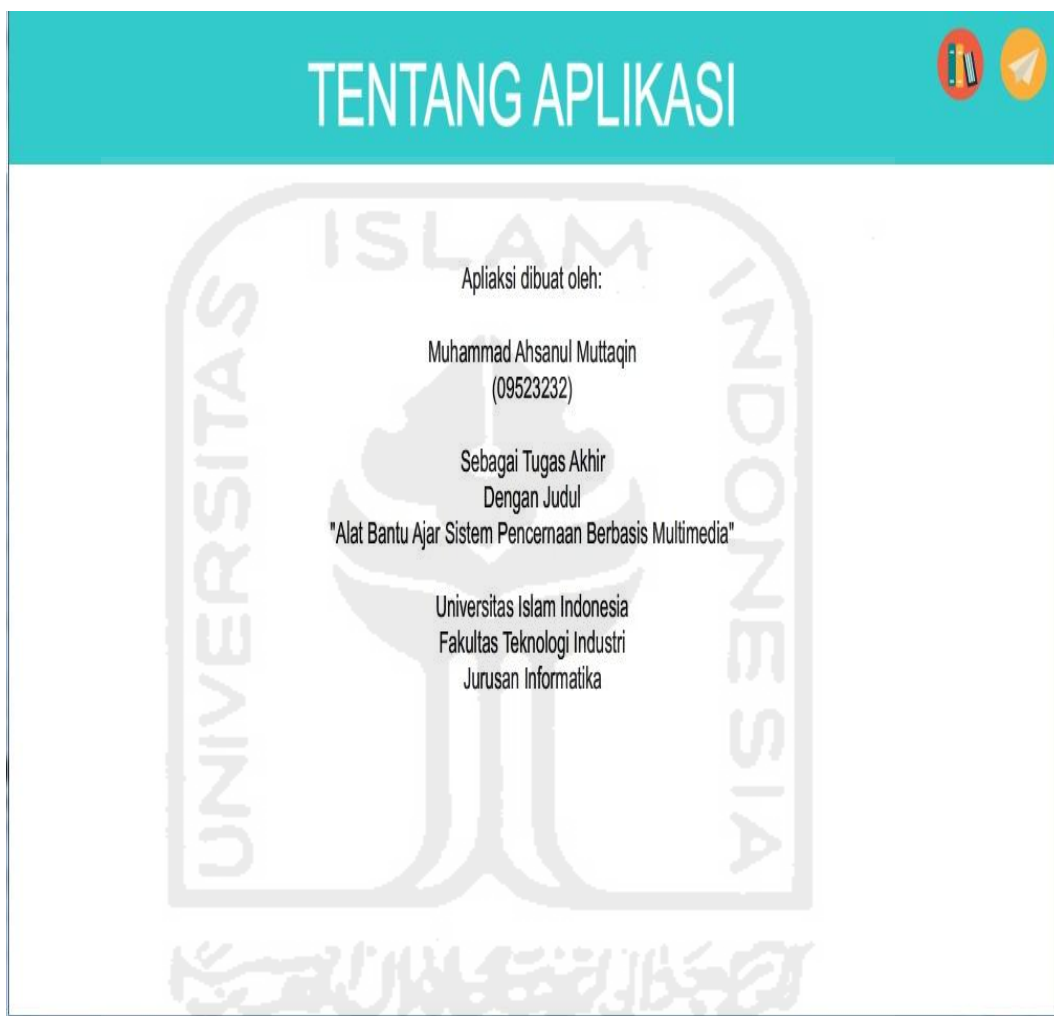 TENTANG APLIKASI
ISLAM
UNIVERSITAS
INDONESIA
Apliaksi dibuat oleh:
Muhammad Ahsanul Muttaqin
(09523232)
Sebagai Tugas Akhir
Dengan Judul
"Alat Bantu Ajar Sistem Pencernaan Berbasis Multimedia"
Universitas Islam Indonesia
Fakultas Teknologi Industri
Jurusan Informatika